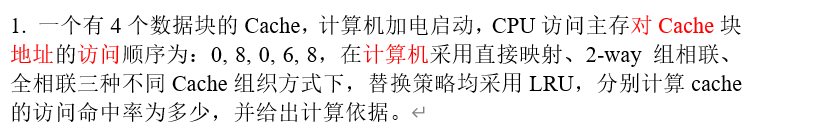 1. 一个有 4 个数据块的 Cache，计算机加电启动，CPU 访问主存对 Cache 块
地址的访问顺序为：0, 8, 0, 6, 8，在计算机采用直接映射、2-way 组相联、
全相联三种不同 Cache 组织方式下，替换策略均采用 LRU，分别计算 cache
的访问命中率为多少，并给出计算依据。↵